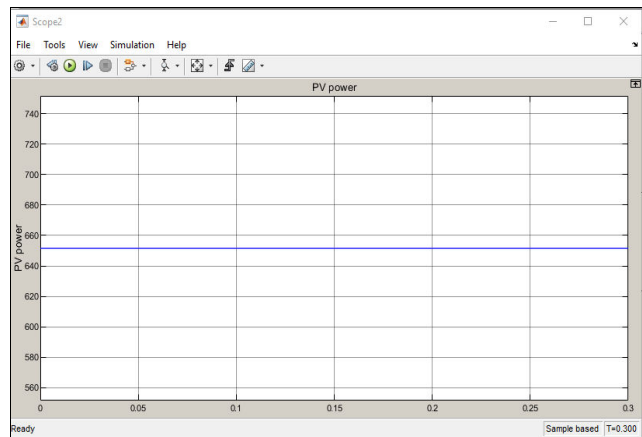 Scope2
File Tools View Simulation Help
PV power
740
720
700
680
660
640
620
600
580
560
PV power
0 0.05 0.1 0.15 0.2 0.25 0.3
Ready Sample based T=0.300